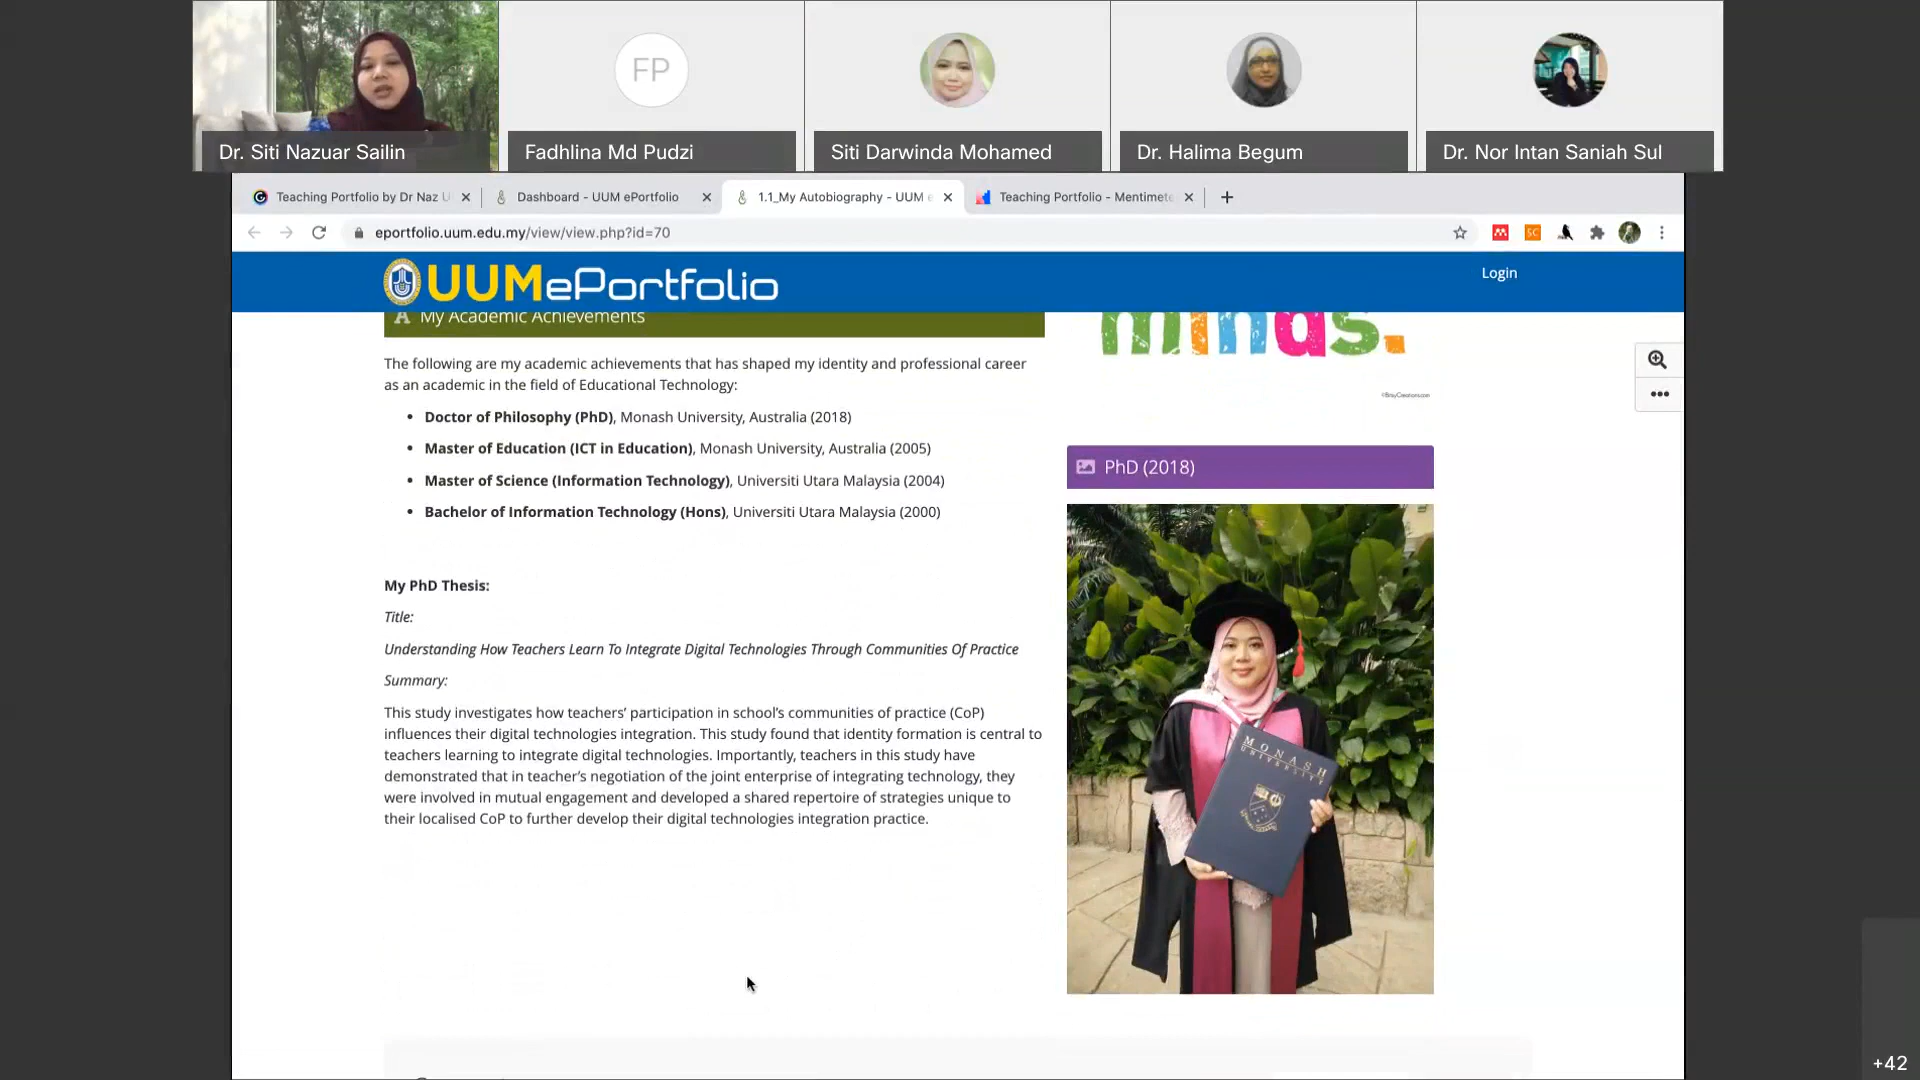 FP
Dr. Siti Nazuar Sailin
Fadhlina Md Pudzi
Siti Darwinda Mohamed
Dr. Halima Begum
Dr. Nor Intan Saniah Sul
Teaching Portfolio by Dr Naz U
Dashboard - UUM ePortfolio
1.1_My Autobiography - UUM e
Teaching Portfolio - Mentimete
eportfolio.uum.edu.my/view/view.php?id=70
SC
UUMePortfolio
Login
My Academic Achievements
minds.
The following are my academic achievements that has shaped my identity and professional career
as an academic in the field of Educational Technology:
• Doctor of Philosophy (PhD), Monash University, Australia (2018)
• Master of Education (ICT in Education), Monash University, Australia (2005)
• Master of Science (Information Technology), Universiti Utara Malaysia (2004)
• Bachelor of Information Technology (Hons), Universiti Utara Malaysia (2000)
My PhD Thesis:
Title:
Understanding How Teachers Learn To Integrate Digital Technologies Through Communities Of Practice
Summary:
This study investigates how teachers’ participation in school’s communities of practice (CoP)
influences their digital technologies integration. This study found that identity formation is central to
teachers learning to integrate digital technologies. Importantly, teachers in this study have
demonstrated that in teacher’s negotiation of the joint enterprise of integrating technology, they
were involved in mutual engagement and developed a shared repertoire of strategies unique to
their localised CoP to further develop their digital technologies integration practice.
PhD (2018)
MONASH
UNIVERSITY
+42